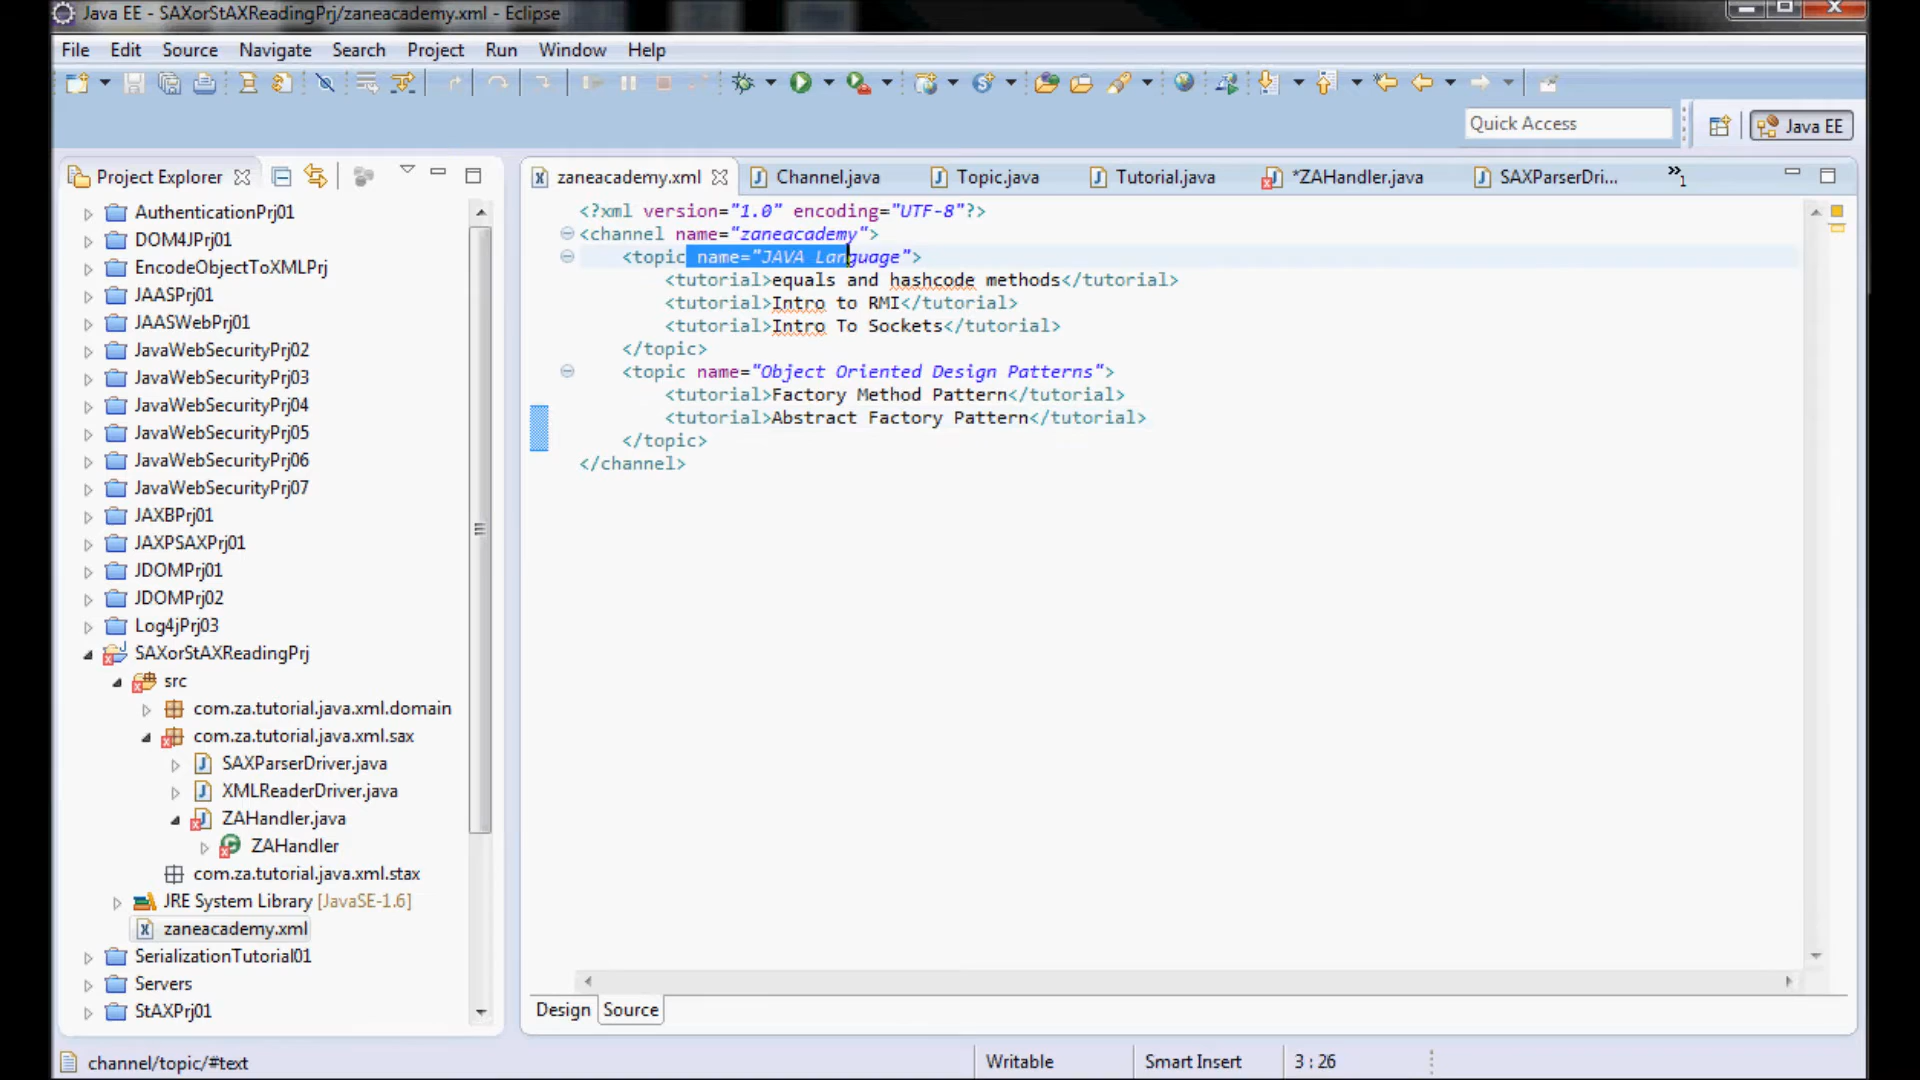 Java EE - SAXorStAXReadingPrj/zaneacademy.xml - Eclipse
File Edit Source Navigate Search Project Run Window Help
Quick Access
Java EE
Project Explorer
AuthenticationPrj01
DOM4JPrj01
EncodeObjectToXMLPrj
JAASPrj01
JAASWebPrj01
JavaWebSecurityPrj02
JavaWebSecurityPrj03
JavaWebSecurityPrj04
JavaWebSecurityPrj05
JavaWebSecurityPrj06
JavaWebSecurityPrj07
JAXBPrj01
JAXPSAXPrj01
JDOMPrj01
JDOMPrj02
Log4jPrj03
SAXorStAXReadingPrj
src
com.za.tutorial.java.xml.domain
com.za.tutorial.java.xml.sax
SAXParserDriver.java
XMLReaderDriver.java
ZAHandler.java
ZAHandler
com.za.tutorial.java.xml.stax
JRE System Library [JavaSE-1.6]
zaneacademy.xml
SerializationTutorial01
Servers
StAXPrj01
zaneacademy.xml Channel.java Topic.java Tutorial.java *ZAHandler.java SAXParserDri... »1
<?xml version="1.0" encoding="UTF-8"?>
<channel name="zaneacademy">
<topic name="JAVA Language">
<tutorial>equals and hashcode methods</tutorial>
<tutorial>Intro to RMI</tutorial>
<tutorial>Intro To Sockets</tutorial>
</topic>
<topic name="Object Oriented Design Patterns">
<tutorial>Factory Method Pattern</tutorial>
<tutorial>Abstract Factory Pattern</tutorial>
</topic>
</channel>
Design Source
channel/topic/#text Writable Smart Insert 3 : 26